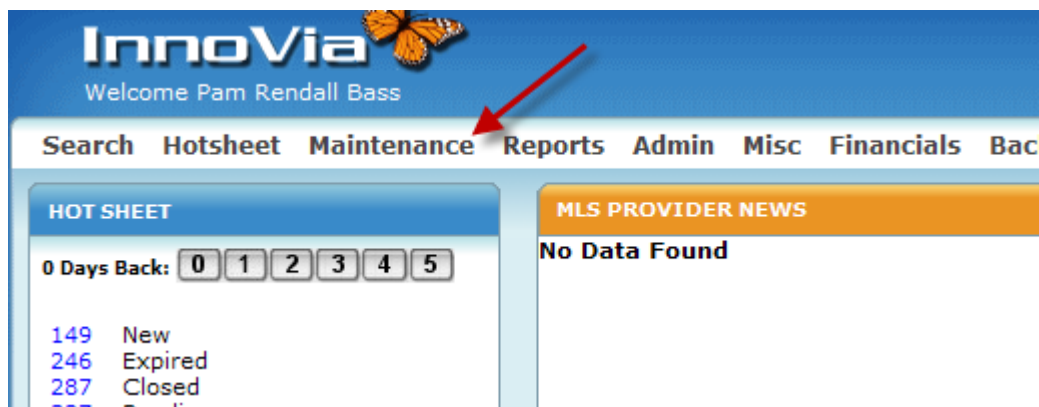 InnoVia
Welcome Pam Rendall Bass
Search Hotsheet Maintenance Reports Admin Misc Financials
HOT SHEET
0 Days Back: 0 1 2 3 4 5
149 New
246 Expired
287 Closed
MLS PROVIDER NEWS
No Data Found